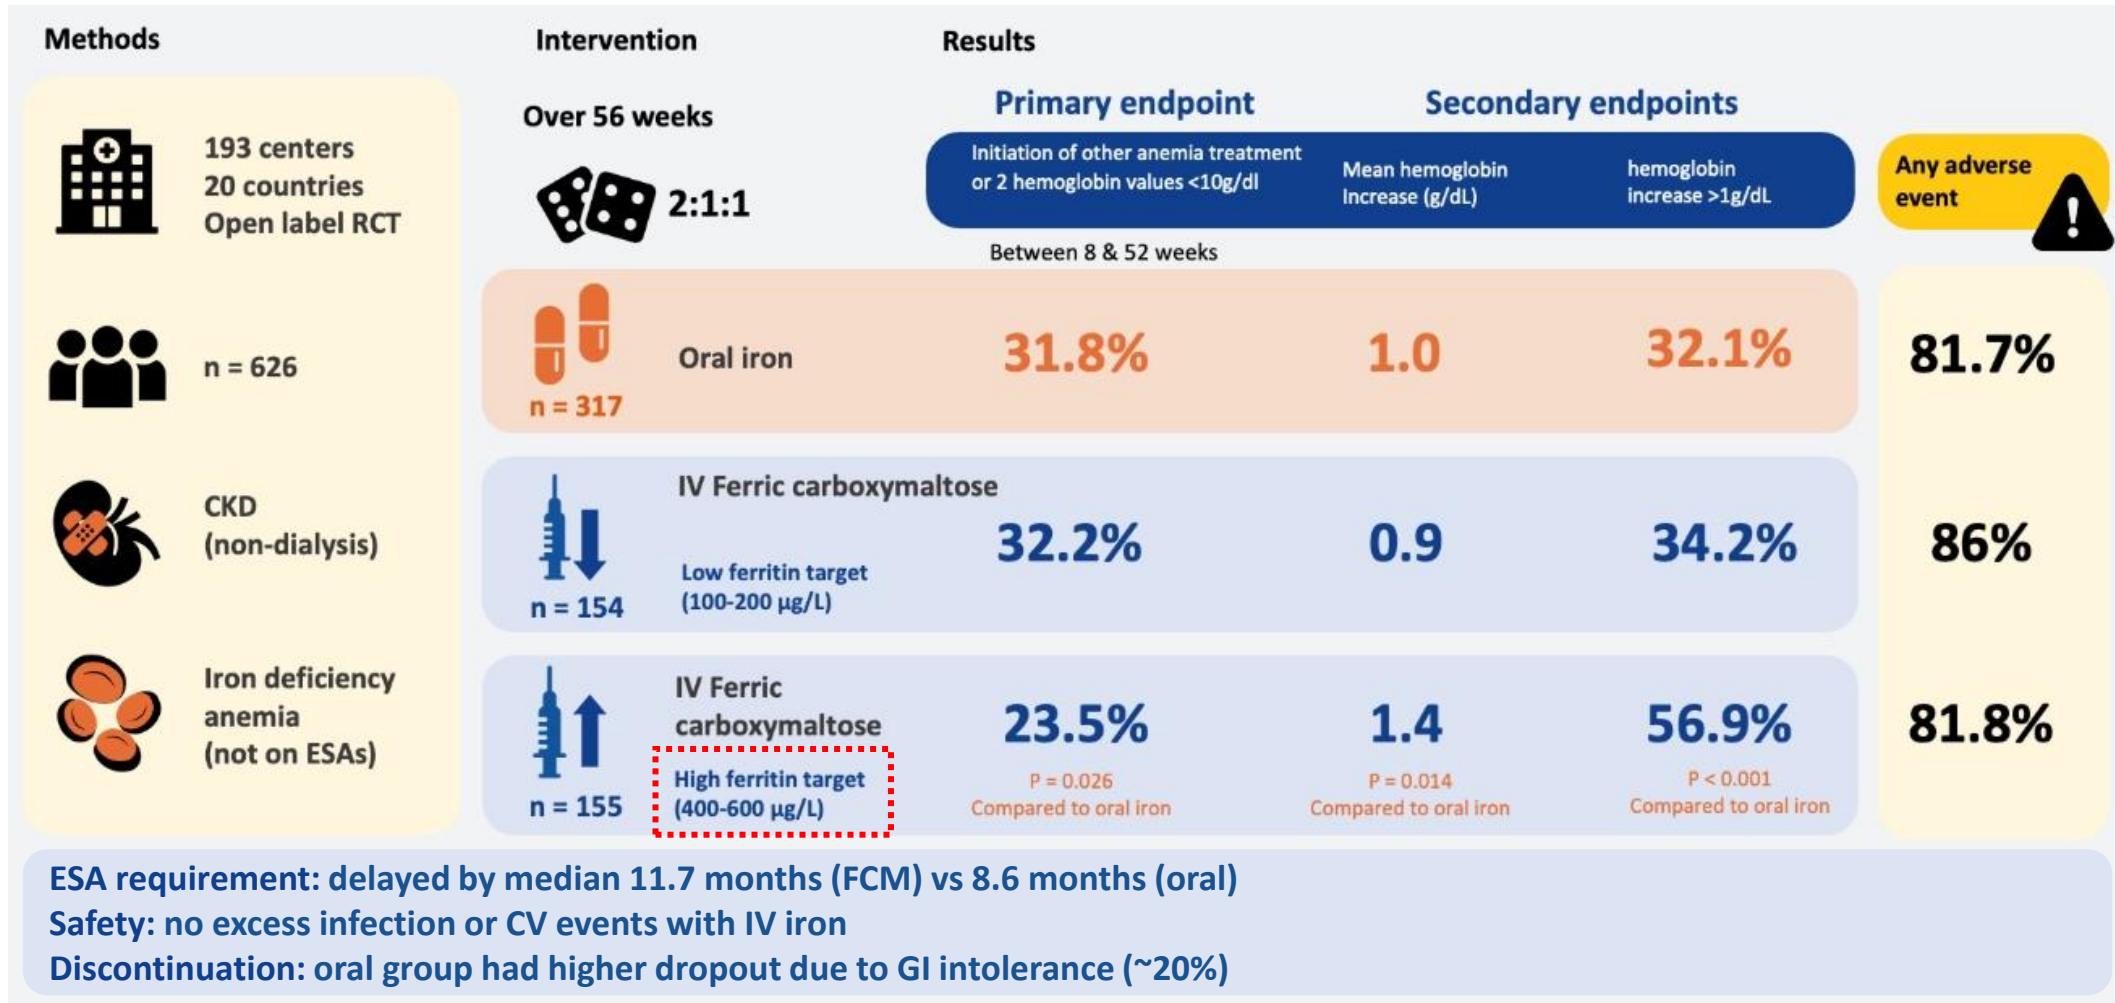 Methods
Intervention
Results
193 centers
20 countries
Open label RCT
n = 626
CKD
(non-dialysis)
Iron deficiency
anemia
(not on ESAs)
Over 56 weeks
2:1:1
Primary endpoint
Secondary endpoints
Initiation of other anemia treatment
or 2 hemoglobin values <10g/dl
Mean hemoglobin
Increase (g/dL)
hemoglobin
increase >1g/dL
Any adverse
event
Between 8 & 52 weeks
n = 317
Oral iron
31.8%
1.0
32.1%
81.7%
n = 154
IV Ferric carboxymaltose
Low ferritin target
(100-200 µg/L)
32.2%
0.9
34.2%
86%
n = 155
IV Ferric
carboxymaltose
High ferritin target
(400-600 µg/L)
23.5%
P = 0.026
Compared to oral iron
1.4
P = 0.014
Compared to oral iron
56.9%
P < 0.001
Compared to oral iron
81.8%
ESA requirement: delayed by median 11.7 months (FCM) vs 8.6 months (oral)
Safety: no excess infection or CV events with IV iron
Discontinuation: oral group had higher dropout due to GI intolerance (~20%)